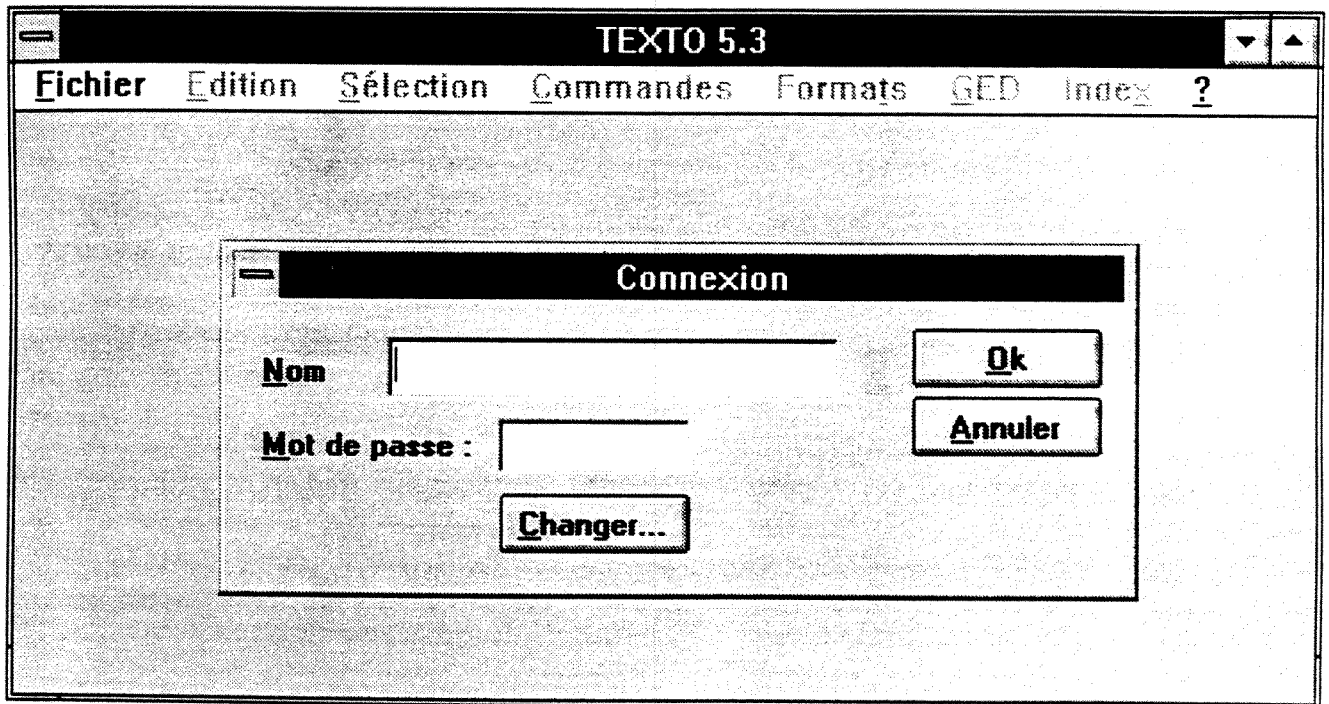 TEXTO 5.3
Fichier Edition Sélection Commandes Formats GED Index ?
Connexion
Nom
Ok
Mot de passe :
Annuler
Changer...